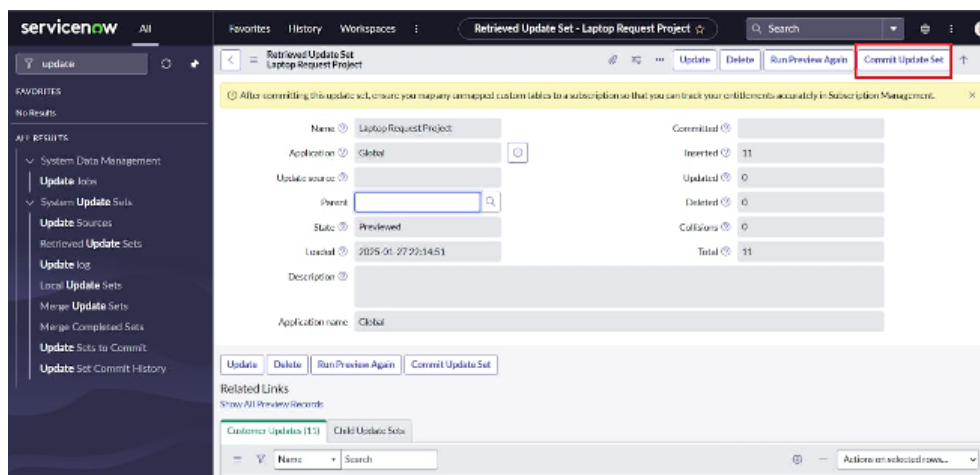 servicenow All Favorites History Workspaces Retrieved Update Set - Laptop Request Project Search
update
Retrieved Update Set
Laptop Request Project
Update Delete Run Preview Again Commit Update Set
FAVORITES
No Results
After committing this update set, ensure you map any unmapped custom tables to a subscription so that you can track your entitlements accurately in Subscription Management.
ALL RESULTS
System Data Management
Update Jobs
System Update Sets
Update Sources
Retrieved Update Sets
Update log
Local Update Sets
Merge Update Sets
Merge Completed Sets
Update Sets to Commit
Update Set Commit History
Name Laptop Request Project
Application Global
Update source
Parent
State Previewed
Loaded 2025-01-27 22:14:51
Description
Application name Global
Committed
Inserted 11
Updated 0
Deleted 0
Collisions 0
Total 11
Update Delete Run Preview Again Commit Update Set
Related Links
Show All Preview Records
Customer Updates (11) Child Update Sets
Name Search Actions on selected rows...